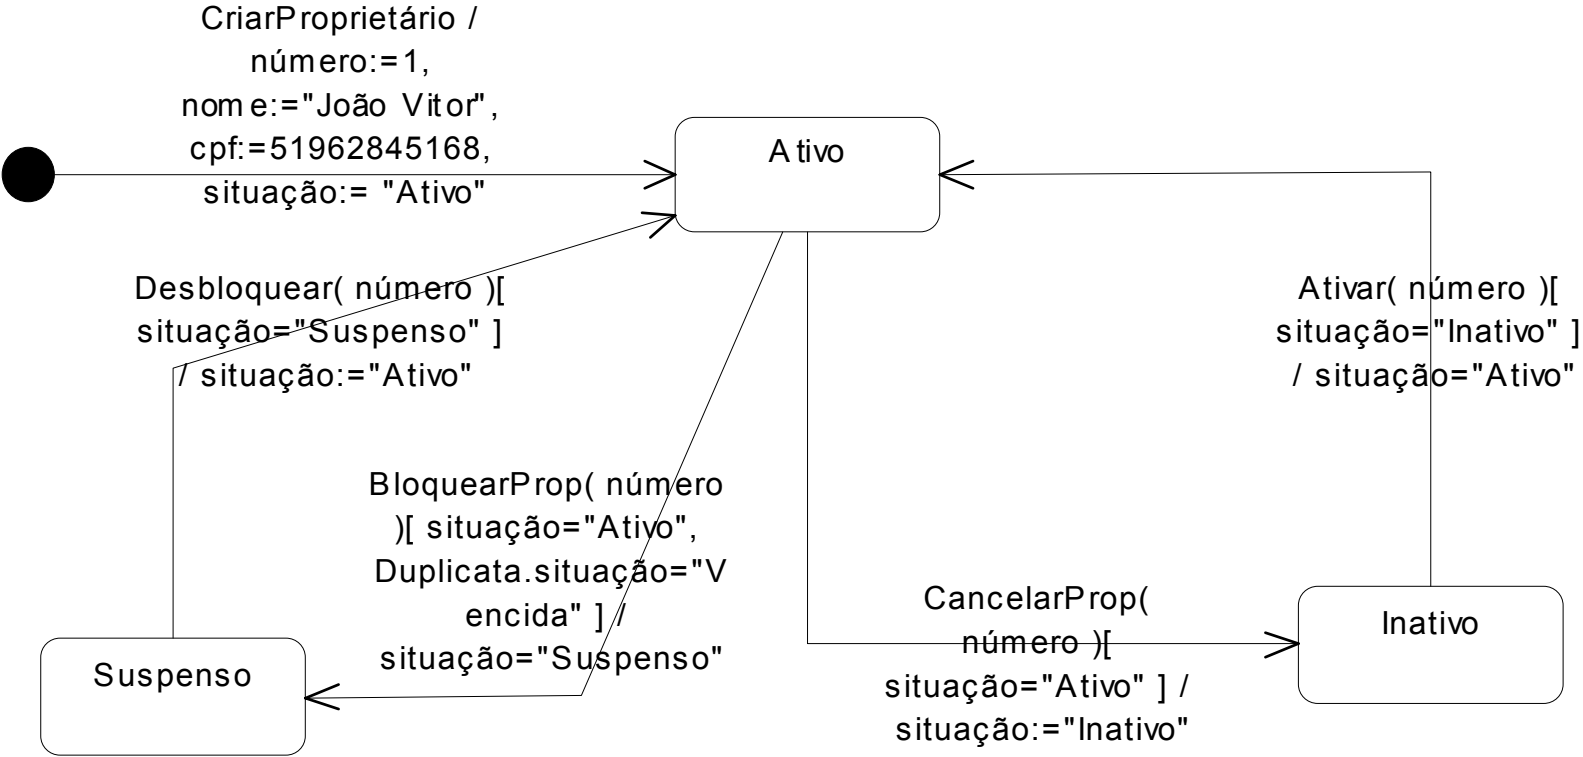 CriarProprietário /
número:=1,
nome:="João Vitor",
cpf:=51962845168,
situação:= "Ativo"
Ativo
Desbloquear( número )[
situação="Suspenso" ]
/ situação:="Ativo"
Ativar( número )[
situação="Inativo" ]
/ situação="Ativo"
BloquearProp( número
)[ situação="Ativo",
Duplicata.situação="V
encida" ] /
situação="Suspenso"
CancelarProp(
número )[
situação="Ativo" ] /
situação:="Inativo"
Inativo
Suspenso